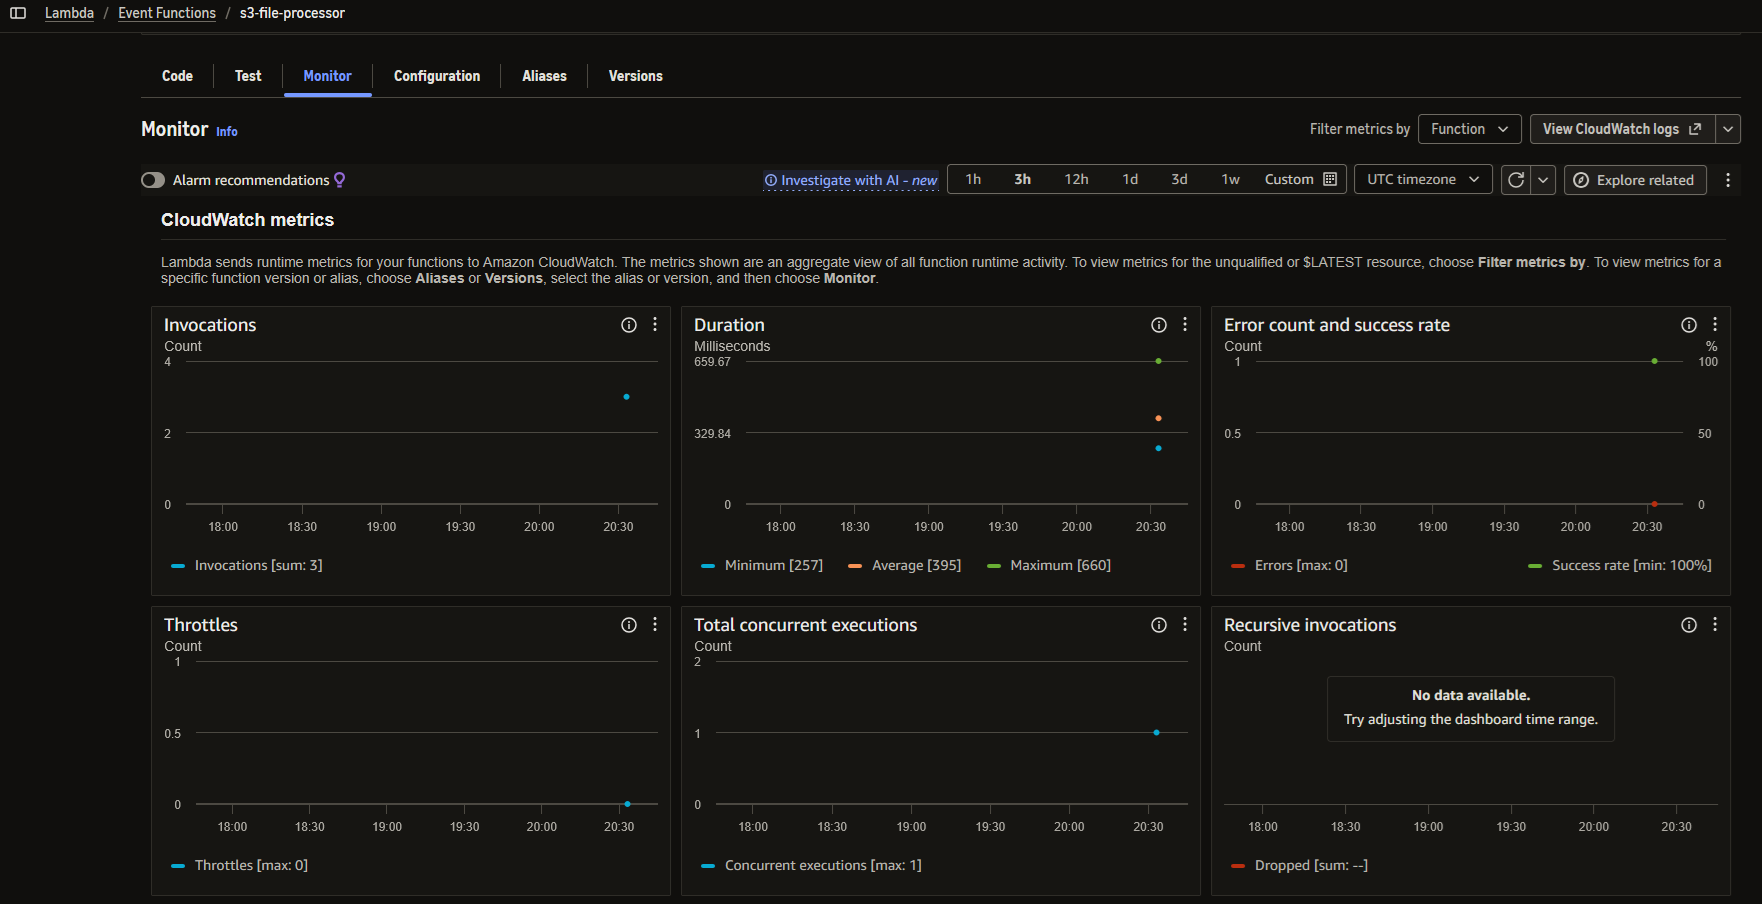 Lambda / Event Functions / s3-file-processor
Code Test Monitor Configuration Aliases Versions
Monitor Info
Filter metrics by Function View CloudWatch logs
Alarm recommendations
Investigate with AI - new 1h 3h 12h 1d 3d 1w Custom UTC timezone Explore related
CloudWatch metrics
Lambda sends runtime metrics for your functions to Amazon CloudWatch. The metrics shown are an aggregate view of all function runtime activity. To view metrics for the unqualified or $LATEST resource, choose Filter metrics by. To view metrics for a
specific function version or alias, choose Aliases or Versions, select the alias or version, and then choose Monitor.
Invocations
Count
4
2
0
18:00 18:30 19:00 19:30 20:00 20:30
Invocations [sum: 3]
Duration
Milliseconds
659.67
329.84
0
18:00 18:30 19:00 19:30 20:00 20:30
Minimum [257] Average [395] Maximum [660]
Error count and success rate
Count %
1 100
0.5 50
0 0
18:00 18:30 19:00 19:30 20:00 20:30
Errors [max: 0] Success rate [min: 100%]
Throttles
Count
1
0.5
0
18:00 18:30 19:00 19:30 20:00 20:30
Throttles [max: 0]
Total concurrent executions
Count
2
1
0
18:00 18:30 19:00 19:30 20:00 20:30
Concurrent executions [max: 1]
Recursive invocations
Count
No data available.
Try adjusting the dashboard time range.
18:00 18:30 19:00 19:30 20:00 20:30
Dropped [sum: --]